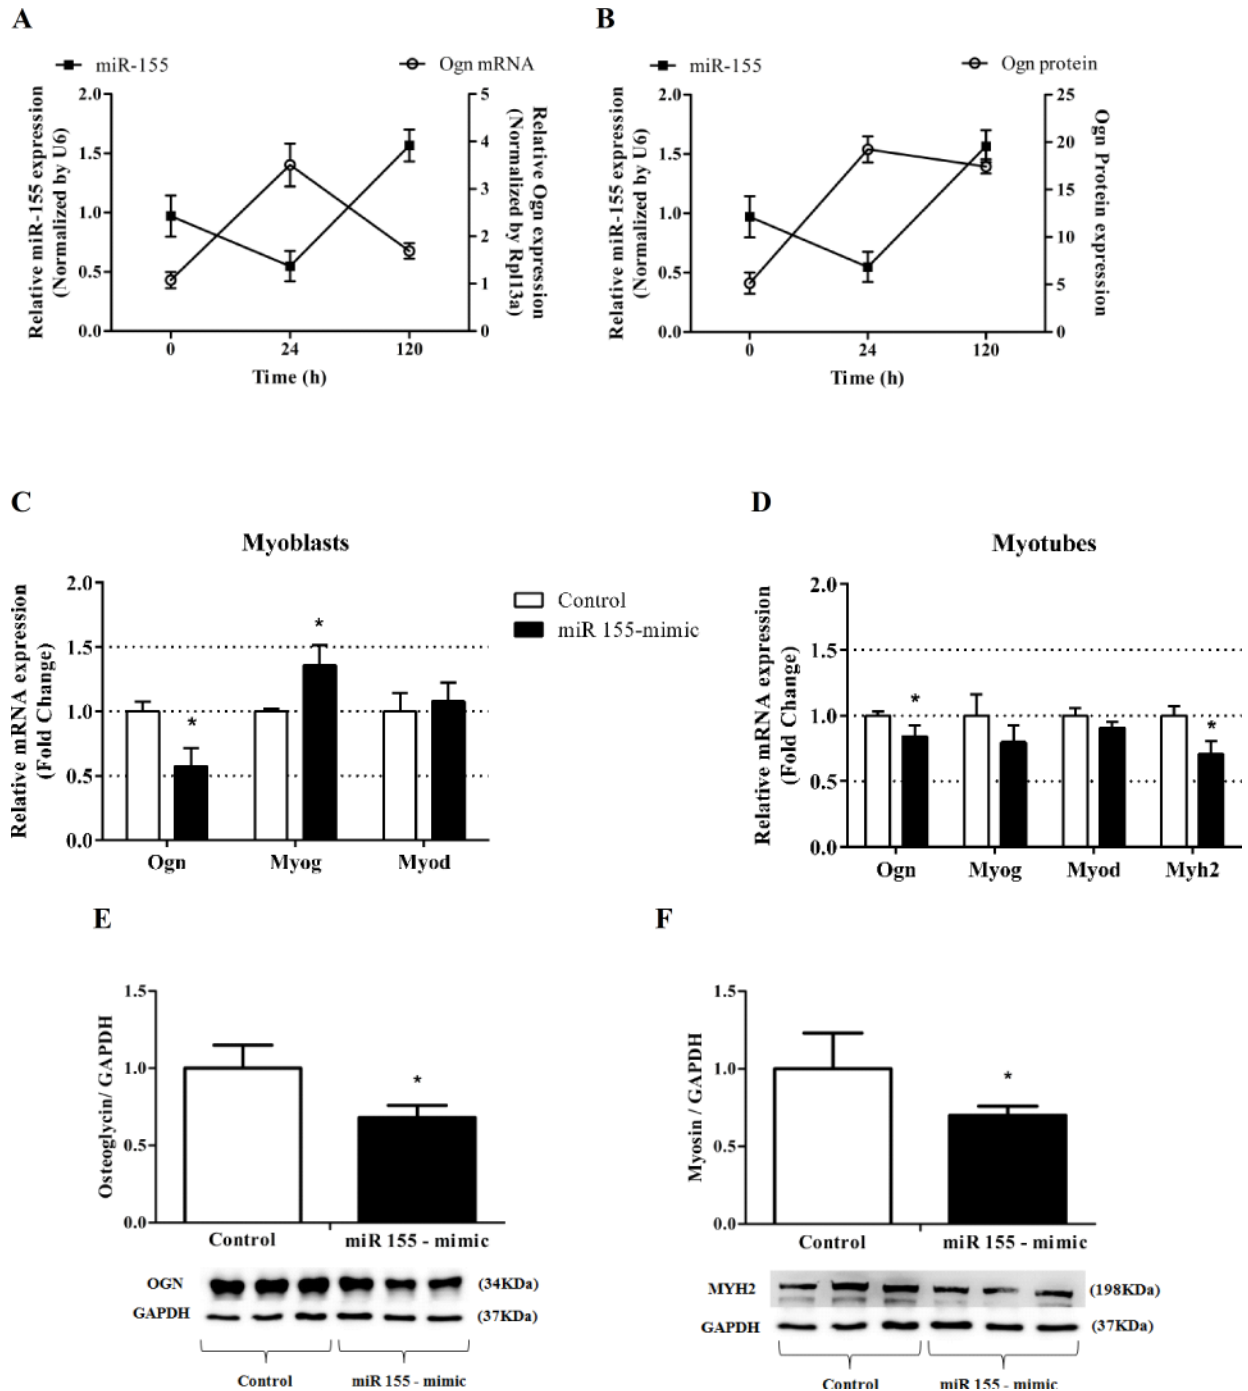 A
miR-155
Ogn mRNA
Relative miR-155 expression
(Normalized by U6)
2.0
1.5
1.0
0.5
0.0
5
4
3
2
1
0
Relative Ogn expression
(Normalized by Rpl13a)
0 24 120
Time (h)
B
miR-155
Ogn protein
Relative miR-155 expression
(Normalized by U6)
2.0
1.5
1.0
0.5
0.0
25
20
15
10
5
0
Ogn Protein expression
0 24 120
Time (h)
C
Myoblasts
Relative mRNA expression
(Fold Change)
2.0
1.5
1.0
0.5
0.0
*
*
Ogn Myog Myod
Control
miR 155-mimic
D
Myotubes
Relative mRNA expression
(Fold Change)
2.0
1.5
1.0
0.5
0.0
*
*
Ogn Myog Myod Myh2
E
Osteoglycin/ GAPDH
1.5
1.0
0.5
0.0
*
Control miR 155 - mimic
OGN (34KDa)
GAPDH (37KDa)
Control miR 155 - mimic
F
Myosin / GAPDH
1.5
1.0
0.5
0.0
*
Control miR 155 - mimic
MYH2 (198KDa)
GAPDH (37KDa)
Control miR 155 - mimic